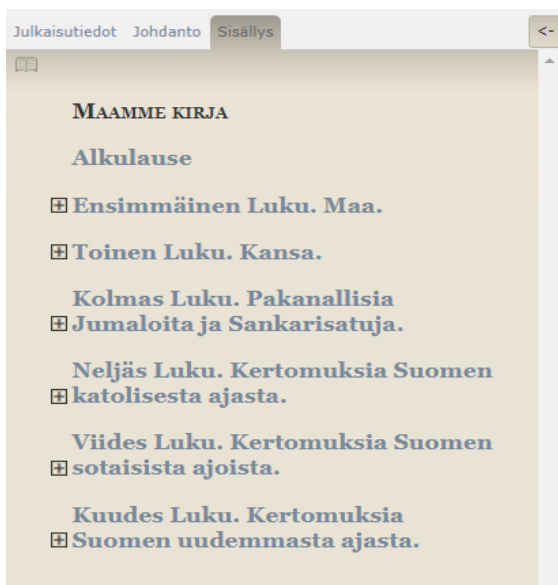 Julkaisutiedot Johdanto Sisällys <-
Maamme kirja
Alkulause
Ensimmäinen Luku. Maa.
Toinen Luku. Kansa.
Kolmas Luku. Pakanallisia
Jumaloita ja Sankarisatuja.
Neljäs Luku. Kertomuksia Suomen
katolisesta ajasta.
Viides Luku. Kertomuksia Suomen
sotaisista ajoista.
Kuudes Luku. Kertomuksia
Suomen uudemmasta ajasta.